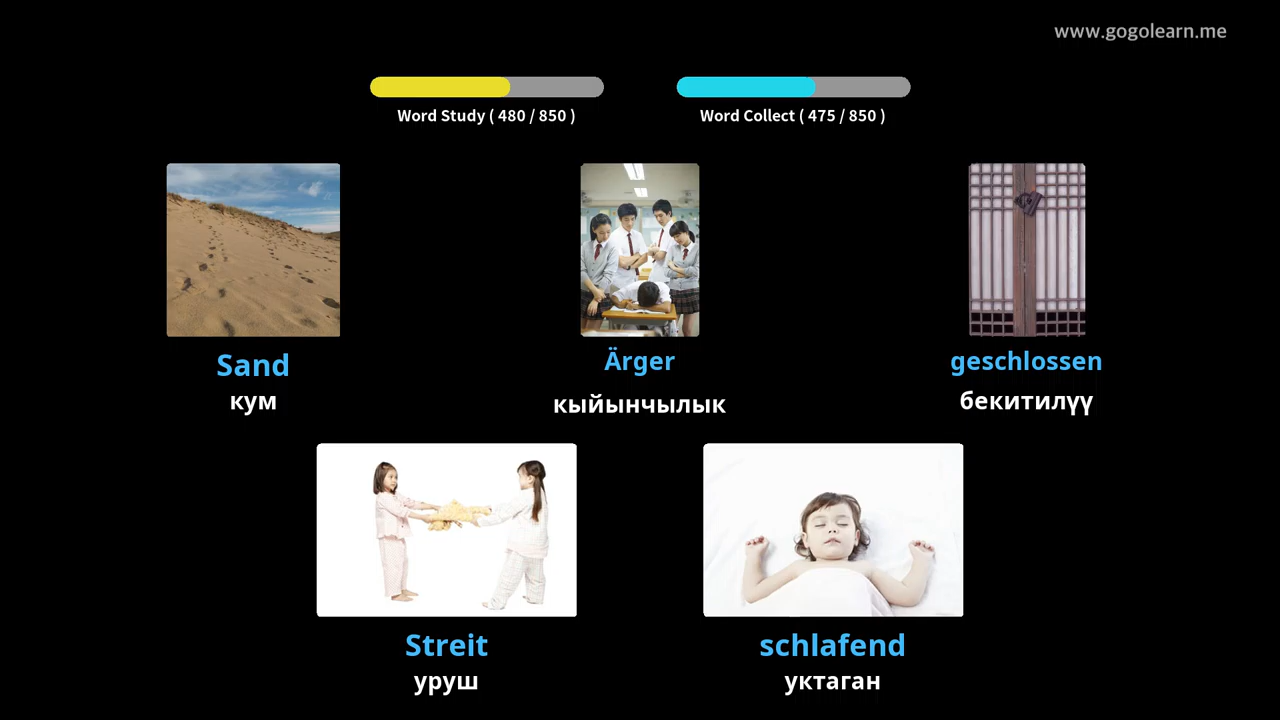 www.gogolearn.me
Word Study ( 480 / 850 )
Word Collect ( 475 / 850 )
Sand
кум
Ärger
кыйынчылык
geschlossen
бекитилүү
Streit
уруш
schlafend
уктаган